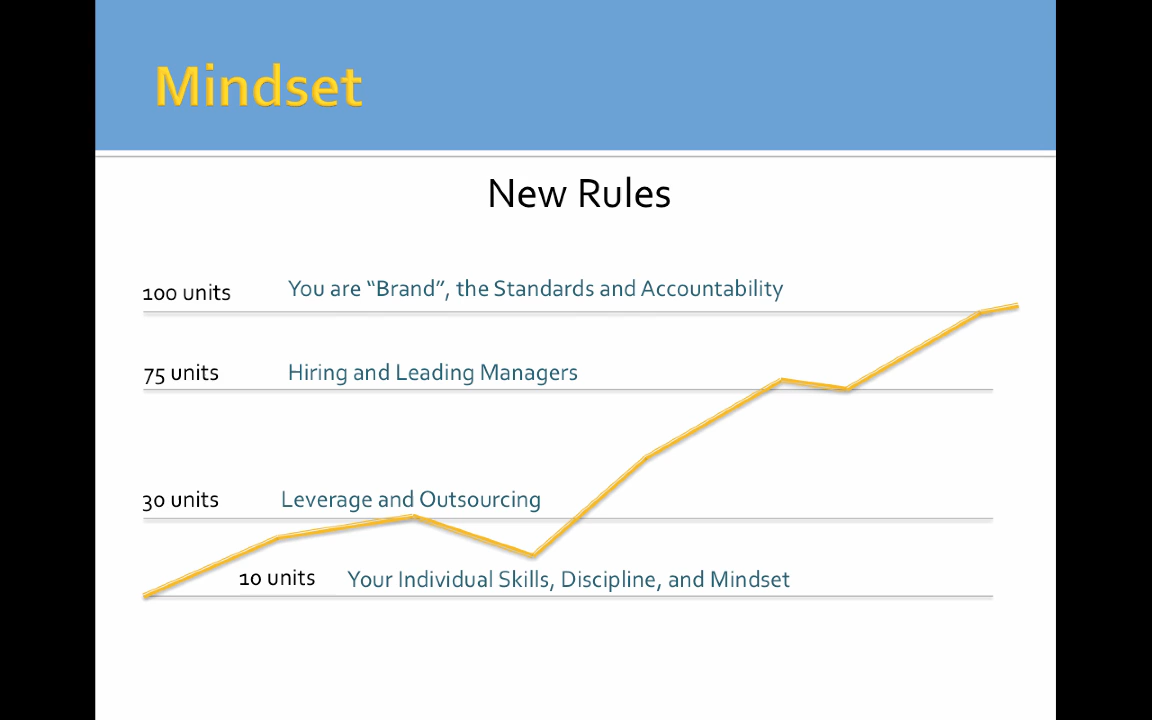 Mindset
New Rules
100 units You are “Brand”, the Standards and Accountability
75 units Hiring and Leading Managers
30 units Leverage and Outsourcing
10 units Your Individual Skills, Discipline, and Mindset